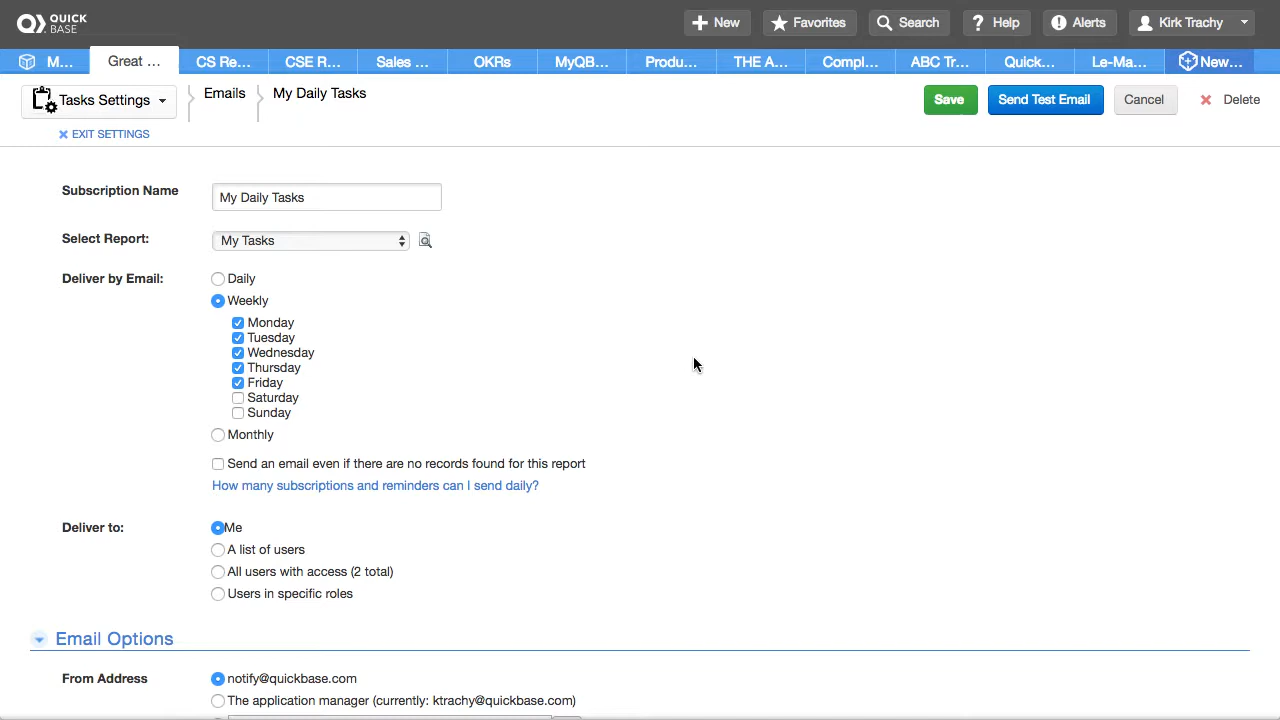 QUICK BASE
New Favorites Search Help Alerts Kirk Trachy
M... Great ... CS Re... CSE R... Sales ... OKRs MyQB... Produ... THE A... Compl... ABC Tr... Quick... Le-Ma... New...
Tasks Settings Emails My Daily Tasks Save Send Test Email Cancel Delete
EXIT SETTINGS
Subscription Name My Daily Tasks
Select Report: My Tasks
Deliver by Email: Daily
Weekly
Monday
Tuesday
Wednesday
Thursday
Friday
Saturday
Sunday
Monthly
Send an email even if there are no records found for this report
How many subscriptions and reminders can I send daily?
Deliver to: Me
A list of users
All users with access (2 total)
Users in specific roles
Email Options
From Address notify@quickbase.com
The application manager (currently: ktrachy@quickbase.com)